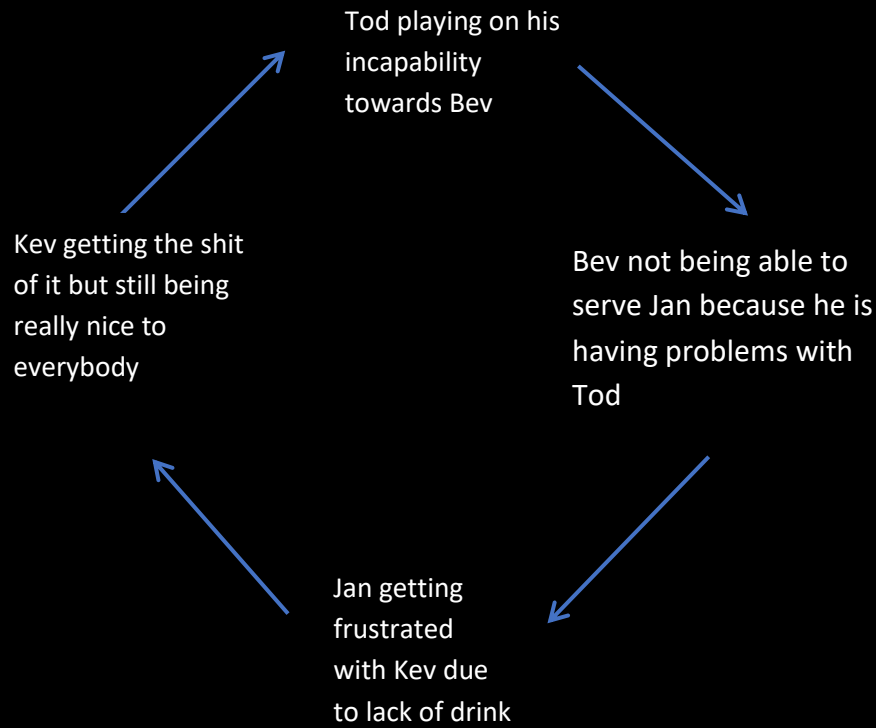 Tod playing on his
incapability
towards Bev
Bev not being able to
serve Jan because he is
having problems with
Tod
Jan getting
frustrated
with Kev due
to lack of drink
Kev getting the shit
of it but still being
really nice to
everybody